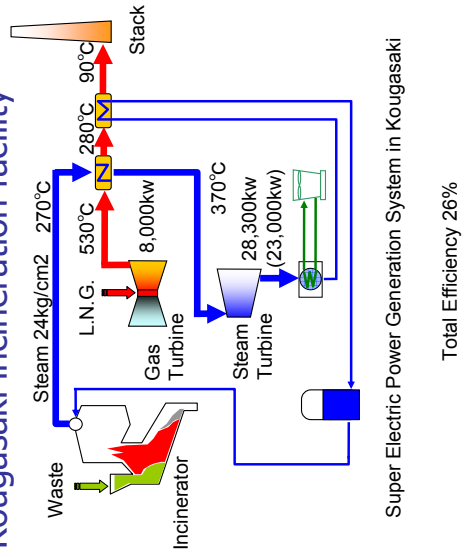 Kougasaki incineration facility
Waste
Steam 24kg/cm2
270°C
L.N.G.
530°C
280°C
90°C
Stack
Gas
Turbine
8,000kw
Incinerator
Steam
Turbine
370°C
28,300kw
(23,000kw)
Super Electric Power Generation System in Kougasaki
Total Efficiency 26%